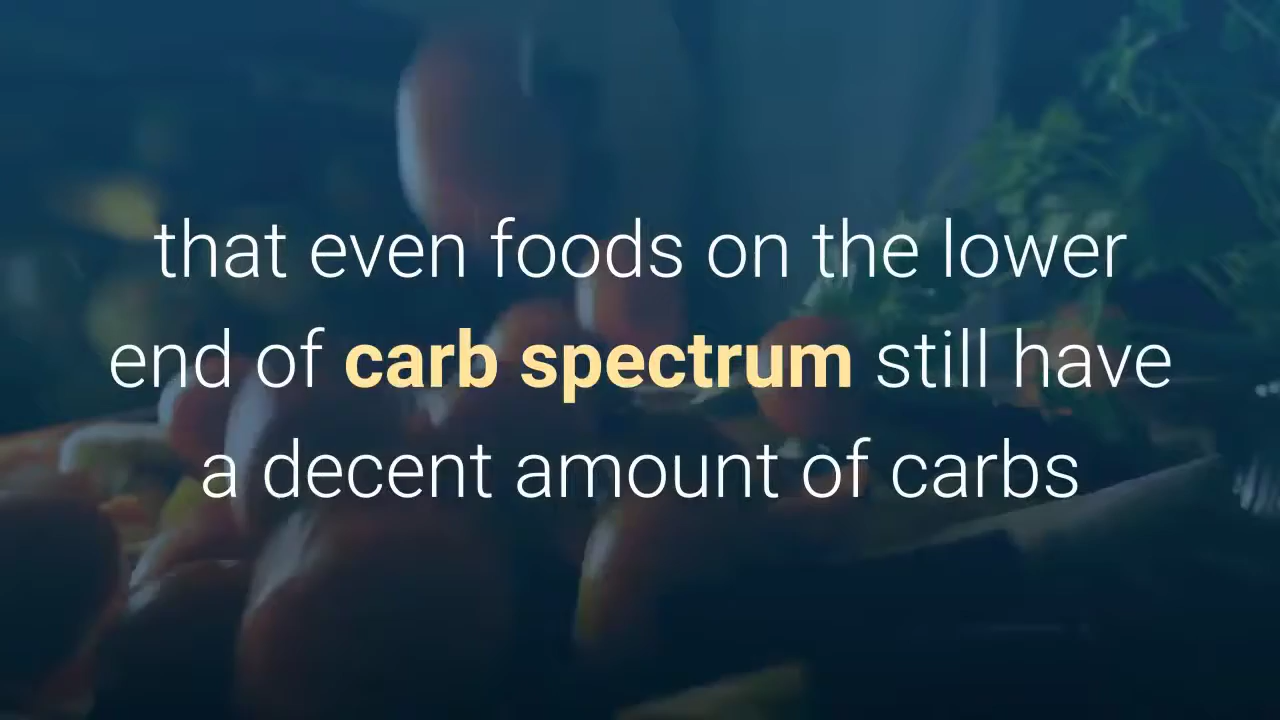 that even foods on the lower
end of carb spectrum still have
a decent amount of carbs